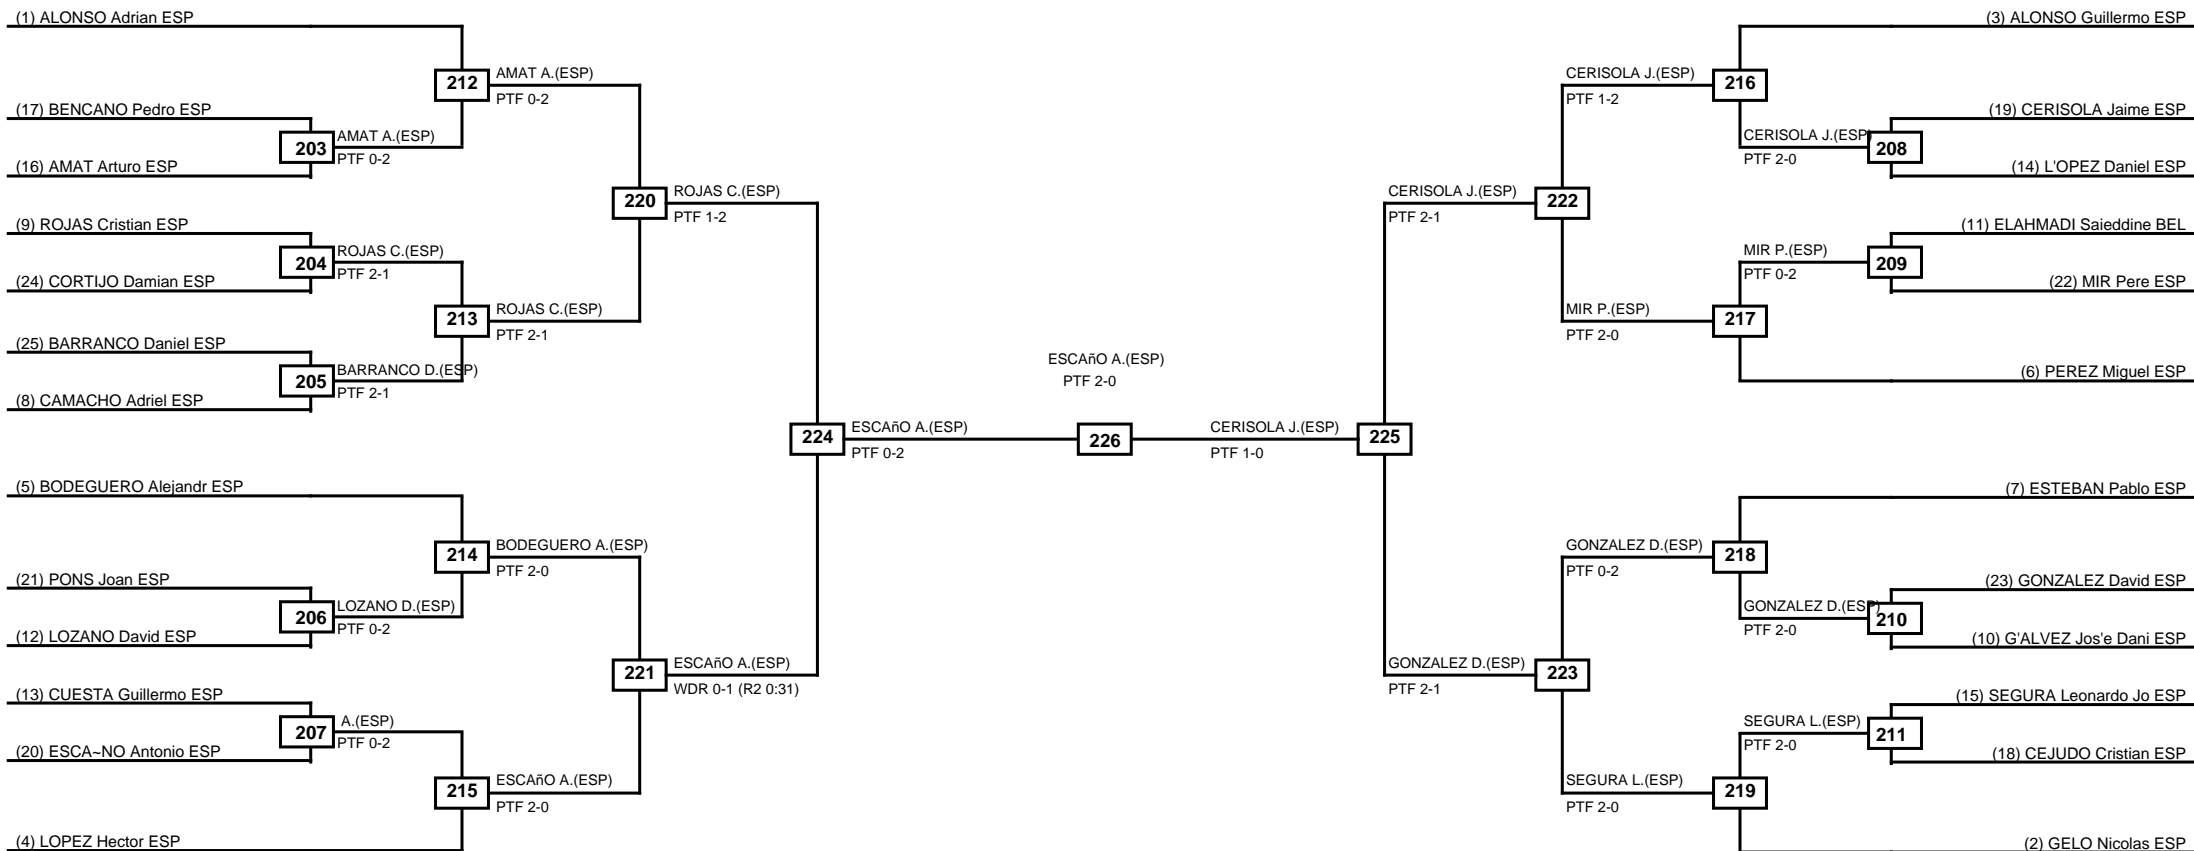 (1) ALONSO Adrian ESP
(17) BENCANO Pedro ESP
(16) AMAT Arturo ESP
(9) ROJAS Cristian ESP
(24) CORTIJO Damian ESP
(25) BARRANCO Daniel ESP
(8) CAMACHO Adriel ESP
(5) BODEGUERO Alejandr ESP
(21) PONS Joan ESP
(12) LOZANO David ESP
(13) CUESTA Guillermo ESP
(20) ESCA~NO Antonio ESP
(4) LOPEZ Hector ESP
203
AMAT A.(ESP)
PTF 0-2
204
ROJAS C.(ESP)
PTF 2-1
205
BARRANCO D.(ESP)
PTF 2-1
206
LOZANO D.(ESP)
PTF 0-2
207
A.(ESP)
PTF 0-2
212
AMAT A.(ESP)
PTF 0-2
213
ROJAS C.(ESP)
PTF 2-1
214
BODEGUERO A.(ESP)
PTF 2-0
215
ESCAñO A.(ESP)
PTF 2-0
220
ROJAS C.(ESP)
PTF 1-2
221
ESCAñO A.(ESP)
WDR 0-1 (R2 0:31)
224
ESCAñO A.(ESP)
PTF 0-2
ESCAñO A.(ESP)
PTF 2-0
226
CERISOLA J.(ESP)
PTF 1-0
225
CERISOLA J.(ESP)
PTF 2-1
222
GONZALEZ D.(ESP)
PTF 2-1
223
CERISOLA J.(ESP)
PTF 1-2
216
MIR P.(ESP)
PTF 2-0
217
GONZALEZ D.(ESP)
PTF 0-2
218
SEGURA L.(ESP)
PTF 2-0
219
CERISOLA J.(ESP)
PTF 2-0
208
MIR P.(ESP)
PTF 0-2
209
GONZALEZ D.(ESP)
PTF 2-0
210
SEGURA L.(ESP)
PTF 2-0
211
(3) ALONSO Guillermo ESP
(19) CERISOLA Jaime ESP
(14) L'OPEZ Daniel ESP
(11) ELAHMADI Saieddine BEL
(22) MIR Pere ESP
(6) PEREZ Miguel ESP
(7) ESTEBAN Pablo ESP
(23) GONZALEZ David ESP
(10) G'ALVEZ Jos'e Dani ESP
(15) SEGURA Leonardo Jo ESP
(18) CEJUDO Cristian ESP
(2) GELO Nicolas ESP